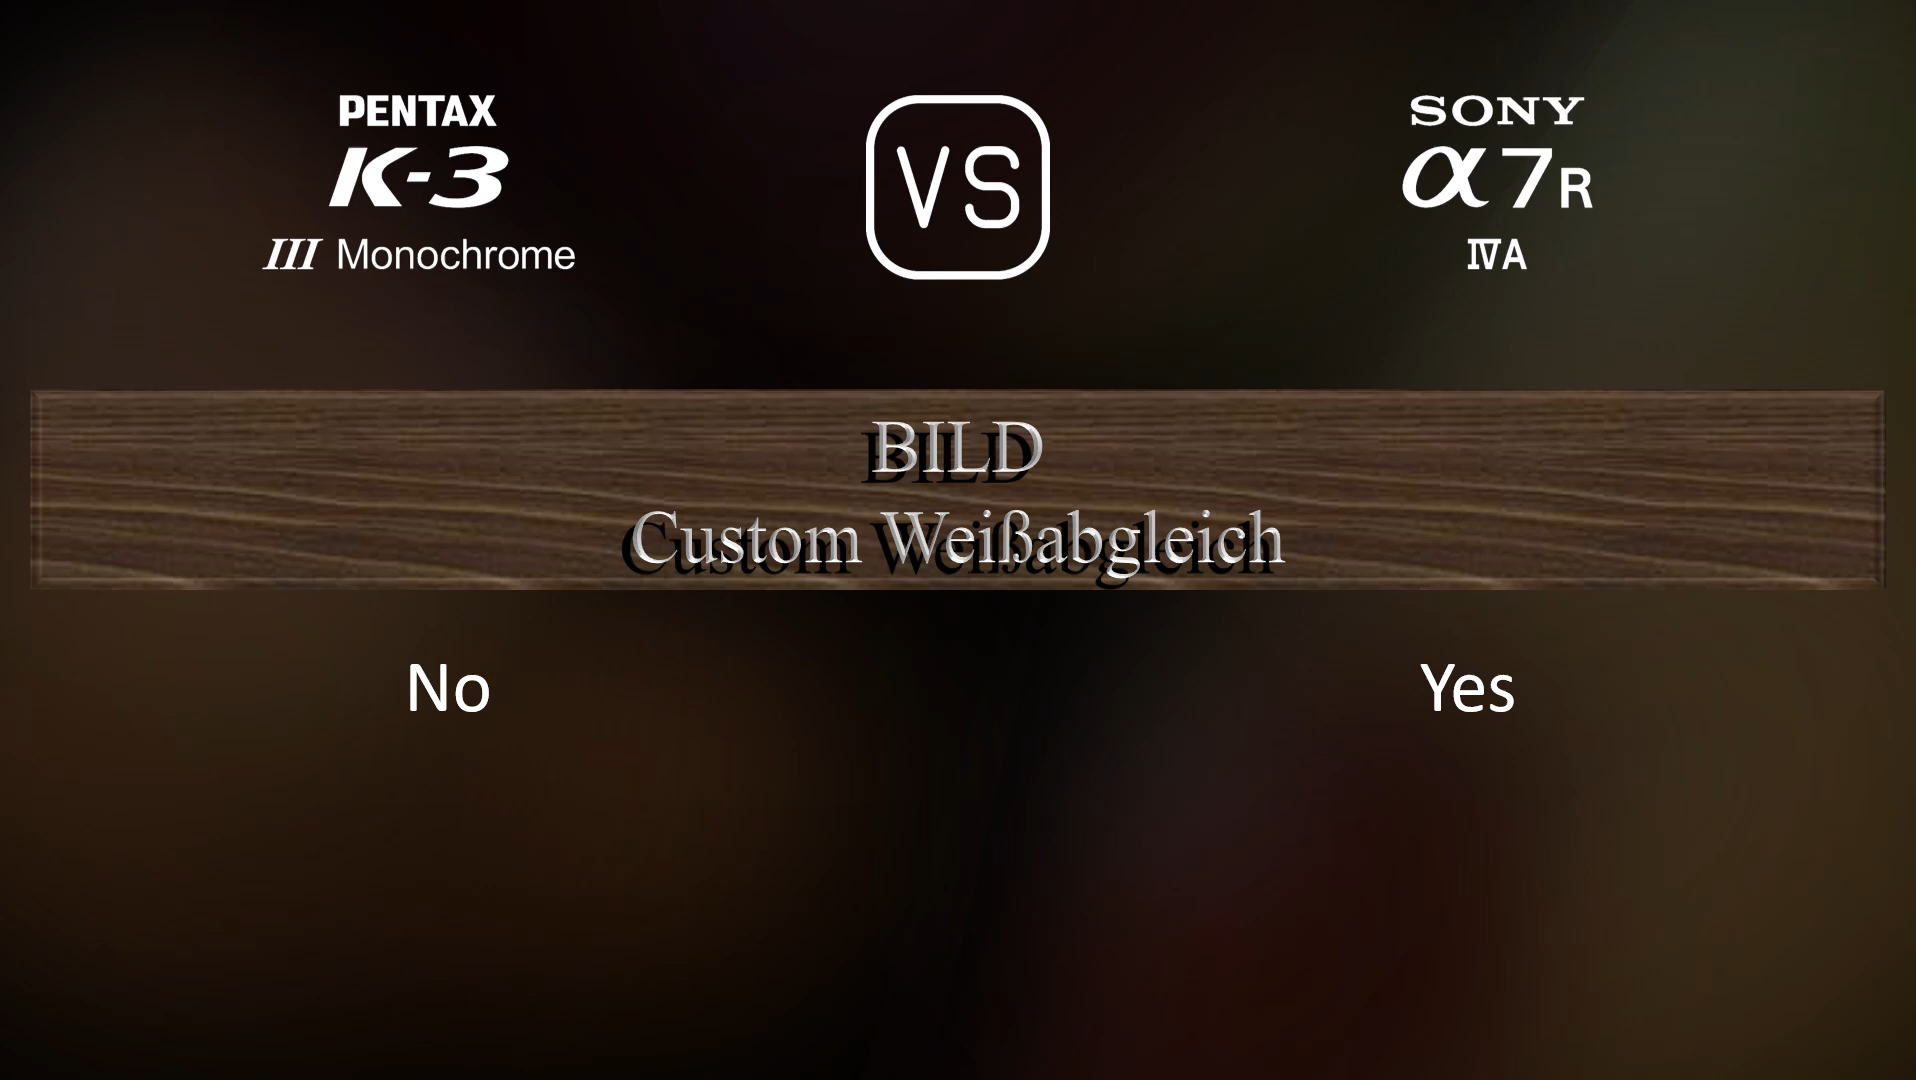 PENTAX
K-3
III Monochrome
VS
SONY
α7R
IVA
BILD
Custom Weißabgleich
No
Yes